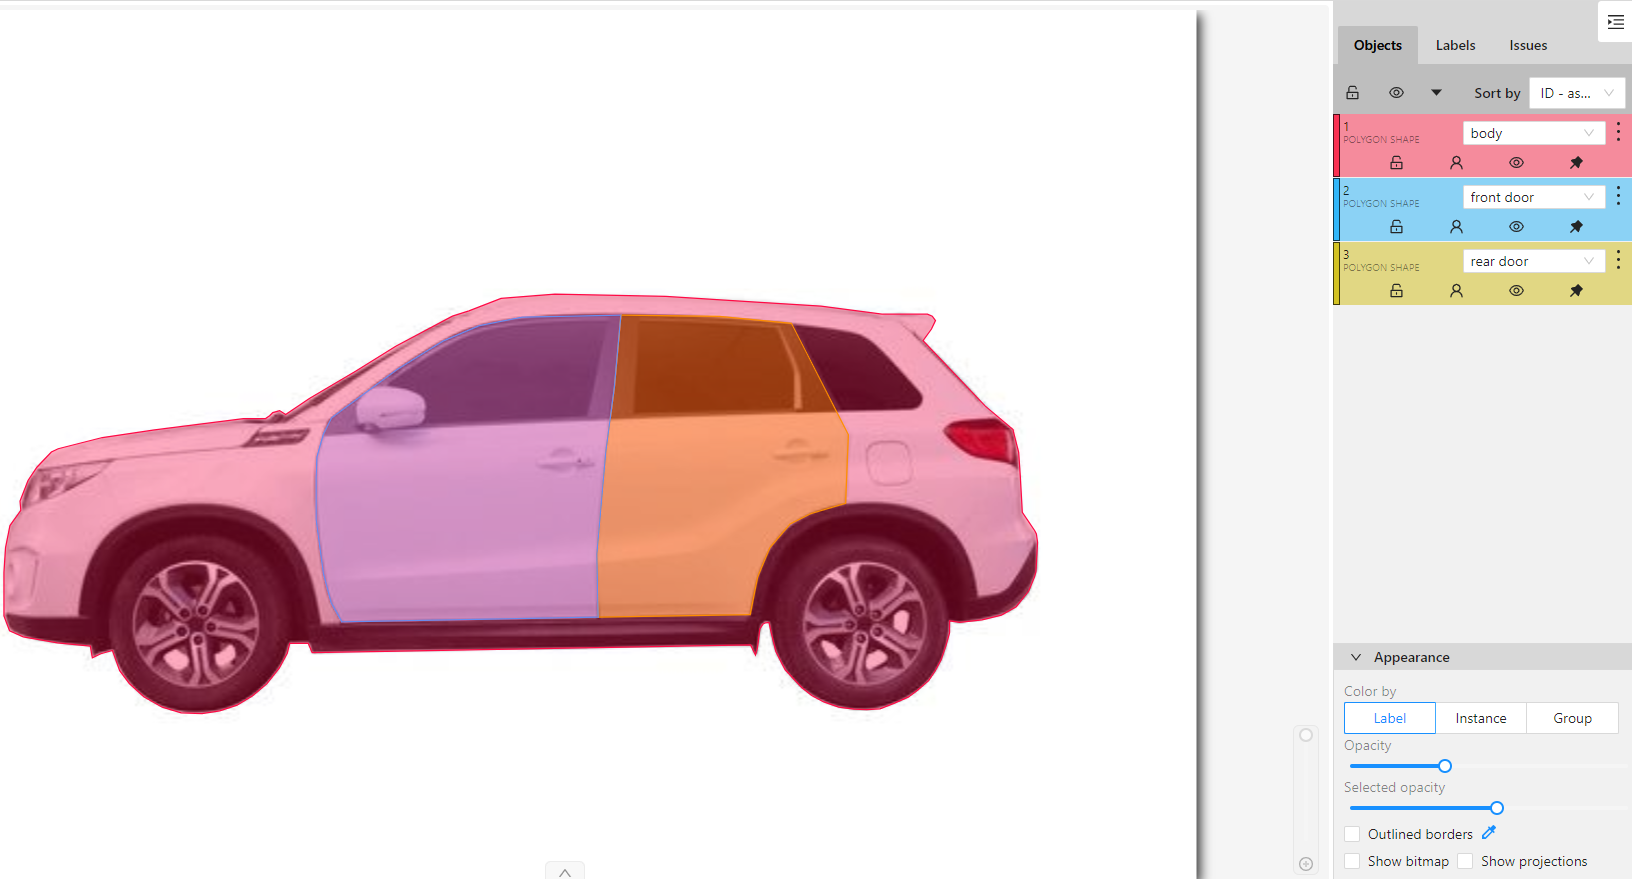 Objects Labels Issues
Sort by ID - as...
1
POLYGON SHAPE
body
2
POLYGON SHAPE
front door
3
POLYGON SHAPE
rear door
Appearance
Color by
Label Instance Group
Opacity
Selected opacity
Outlined borders
Show bitmap Show projections